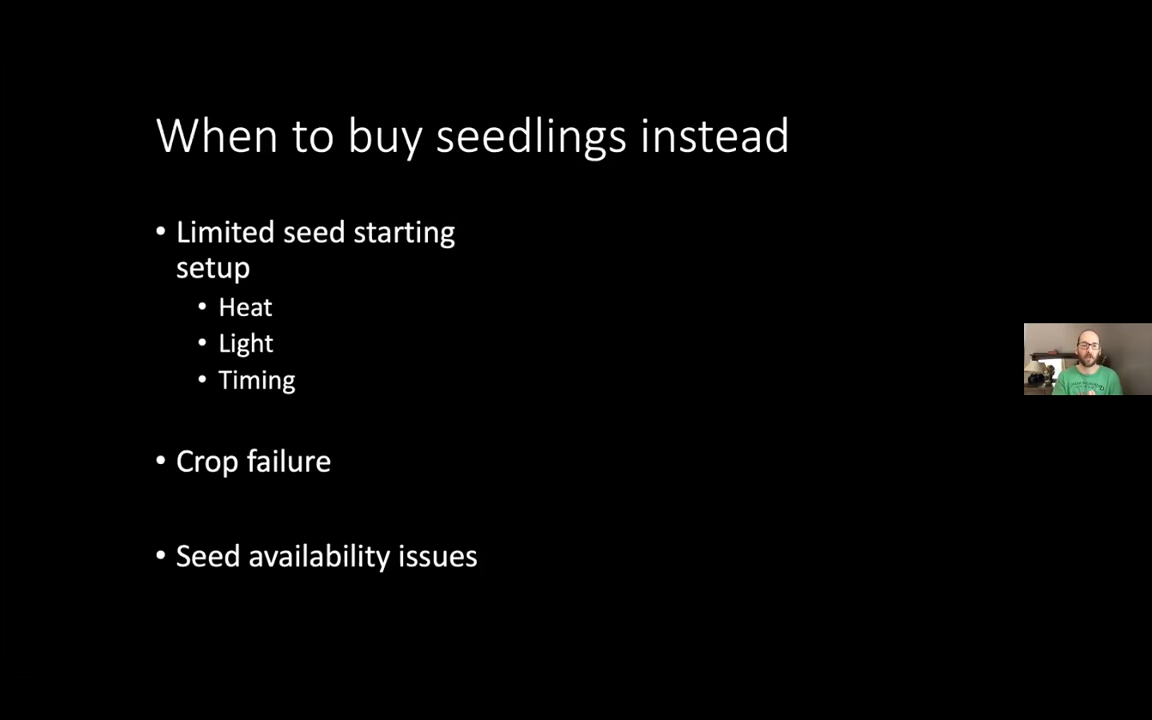 When to buy seedlings instead
• Limited seed starting
setup
• Heat
• Light
• Timing
• Crop failure
• Seed availability issues